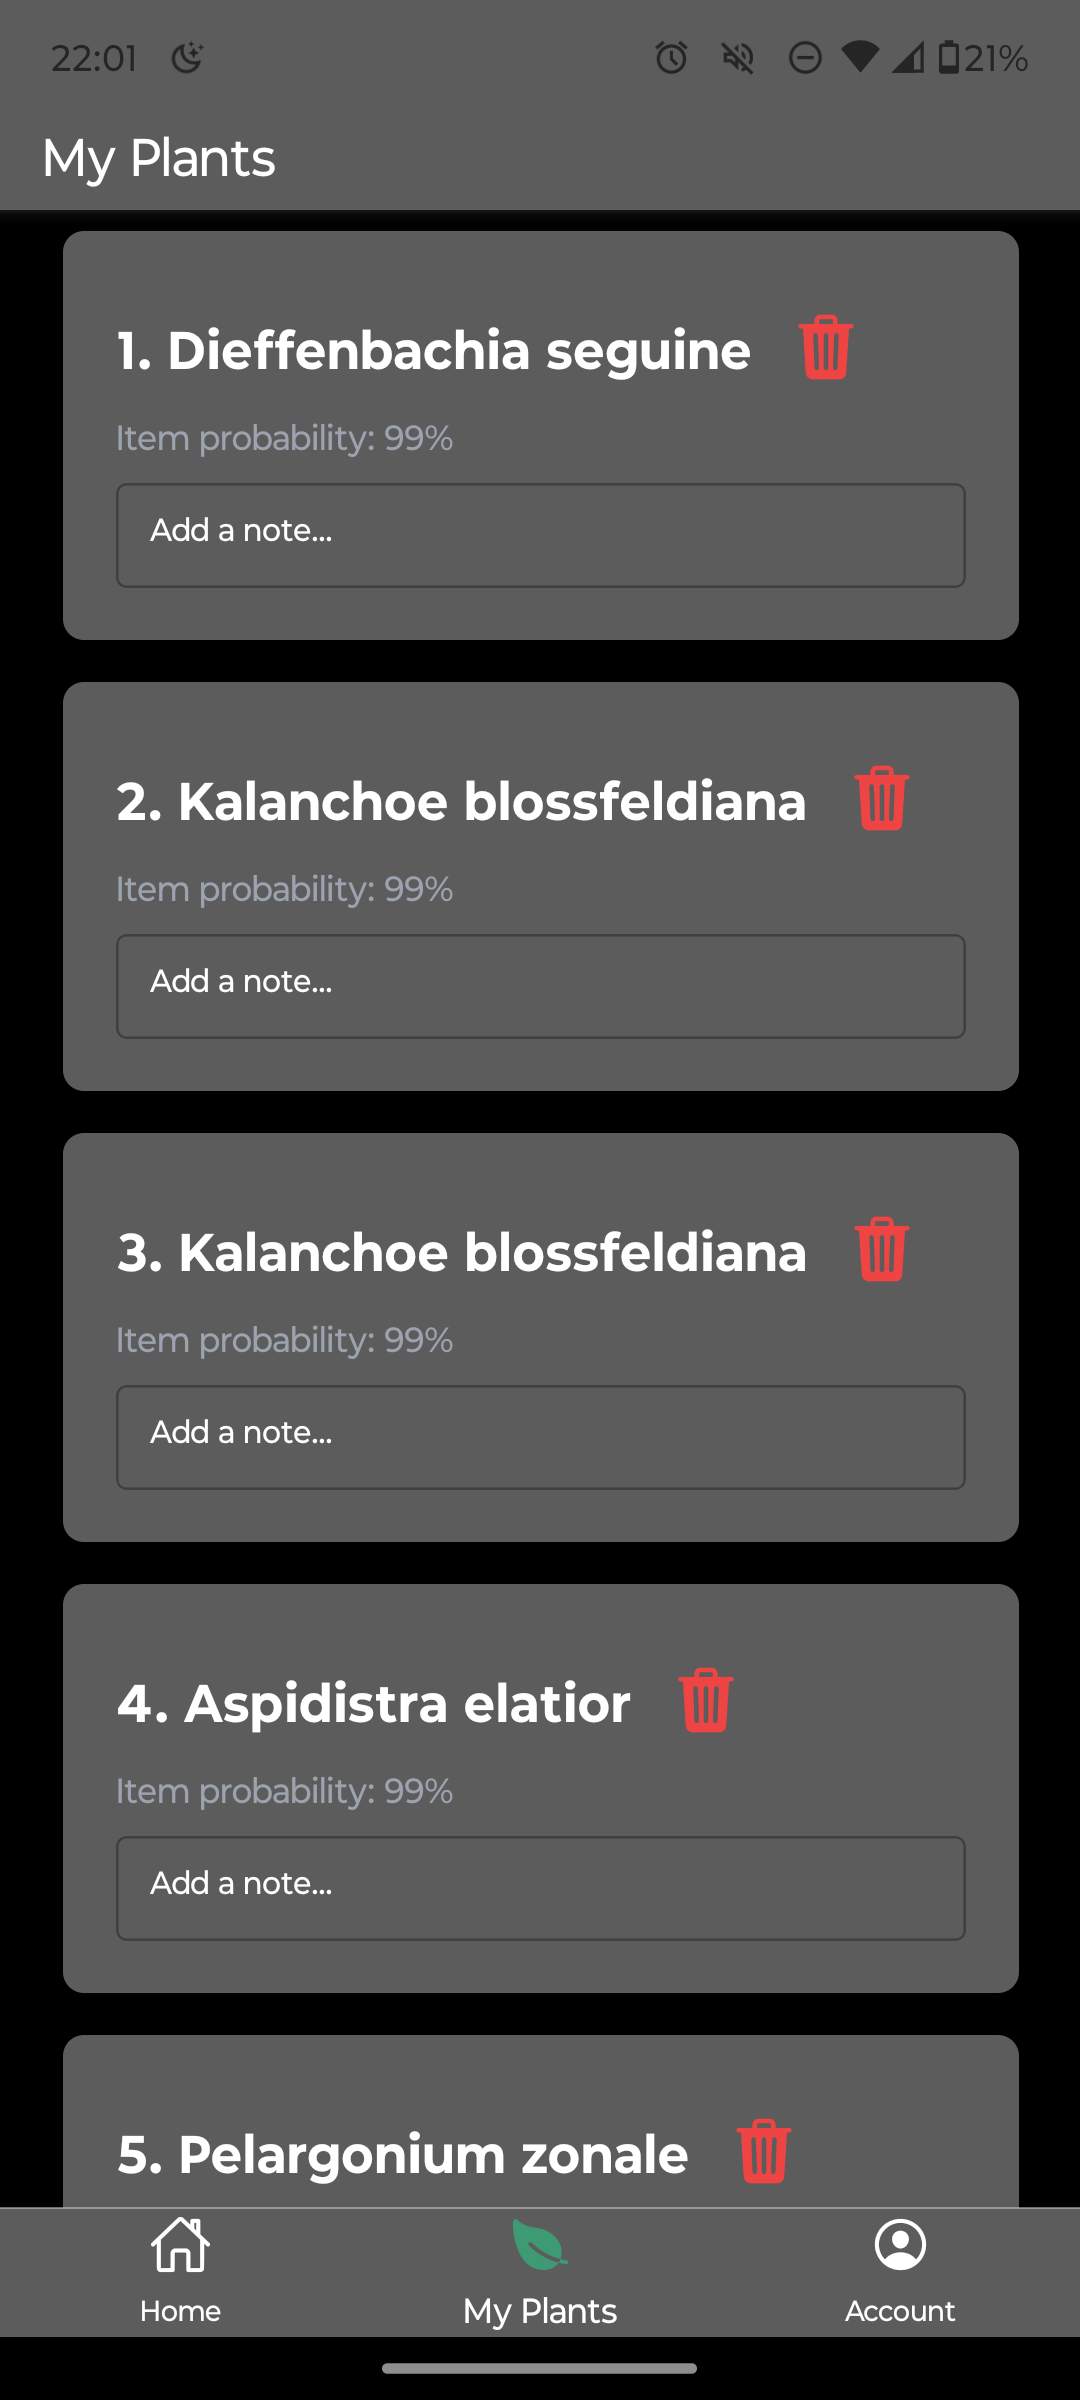 22:01 21%
My Plants
1. Dieffenbachia seguine
Item probability: 99%
Add a note...
2. Kalanchoe blossfeldiana
Item probability: 99%
Add a note...
3. Kalanchoe blossfeldiana
Item probability: 99%
Add a note...
4. Aspidistra elatior
Item probability: 99%
Add a note...
5. Pelargonium zonale
Home My Plants Account